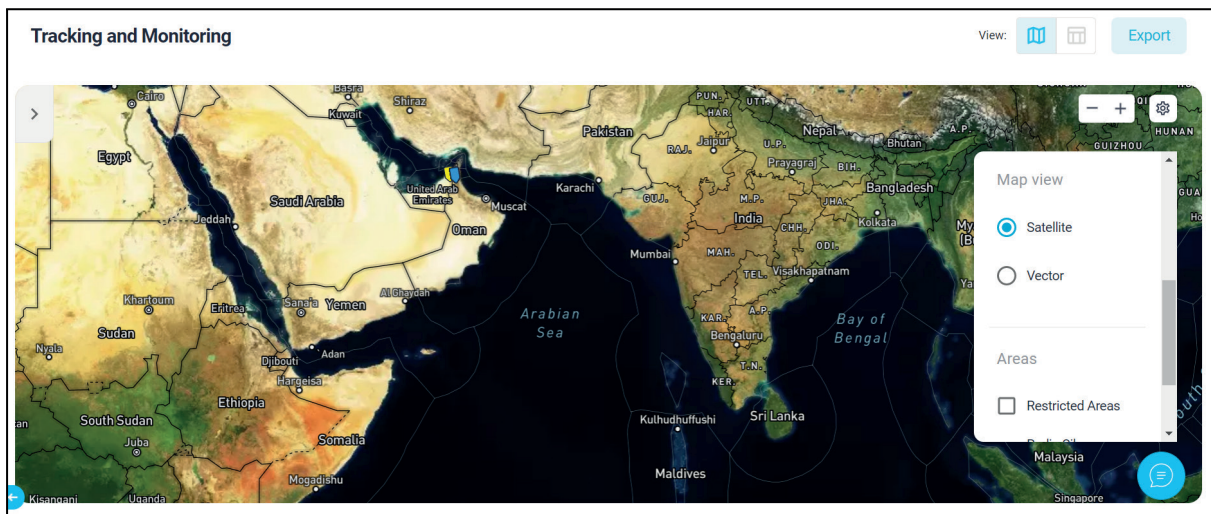 Tracking and Monitoring
View:
Export
Cairo
Basra
Kuwait
Shiraz
Pakistan
PUN.
UTT.
HAR.
RAJ.
Jaipur
U.P.
Nepal
Bhutan
A.P.
HUNAN
GUIZHOU
Egypt
Prayagraj
BIH.
Bangladesh
Saudi Arabia
United Arab
Emirates
Muscat
Karachi
GUJ.
M.P.
JHA.
Jeddah
Oman
India
CHH.
Kolkata
Mumbai
MAH.
ODI.
TEL.
Visakhapatnam
Khartoum
Eritrea
Sanaa
Yemen
Al Ghaydah
Arabian
Sea
KAR.
A.P.
Bay of
Bengal
Sudan
Nyala
Djibouti
Adan
Bengaluru
T.N.
KER.
Hargeisa
Ethiopia
South Sudan
Juba
Somalia
Kulhudhuffushi
Sri Lanka
Mogadishu
Maldives
Malaysia
Kisangani
Uganda
Singapore
Map view
Satellite
Vector
Areas
Restricted Areas